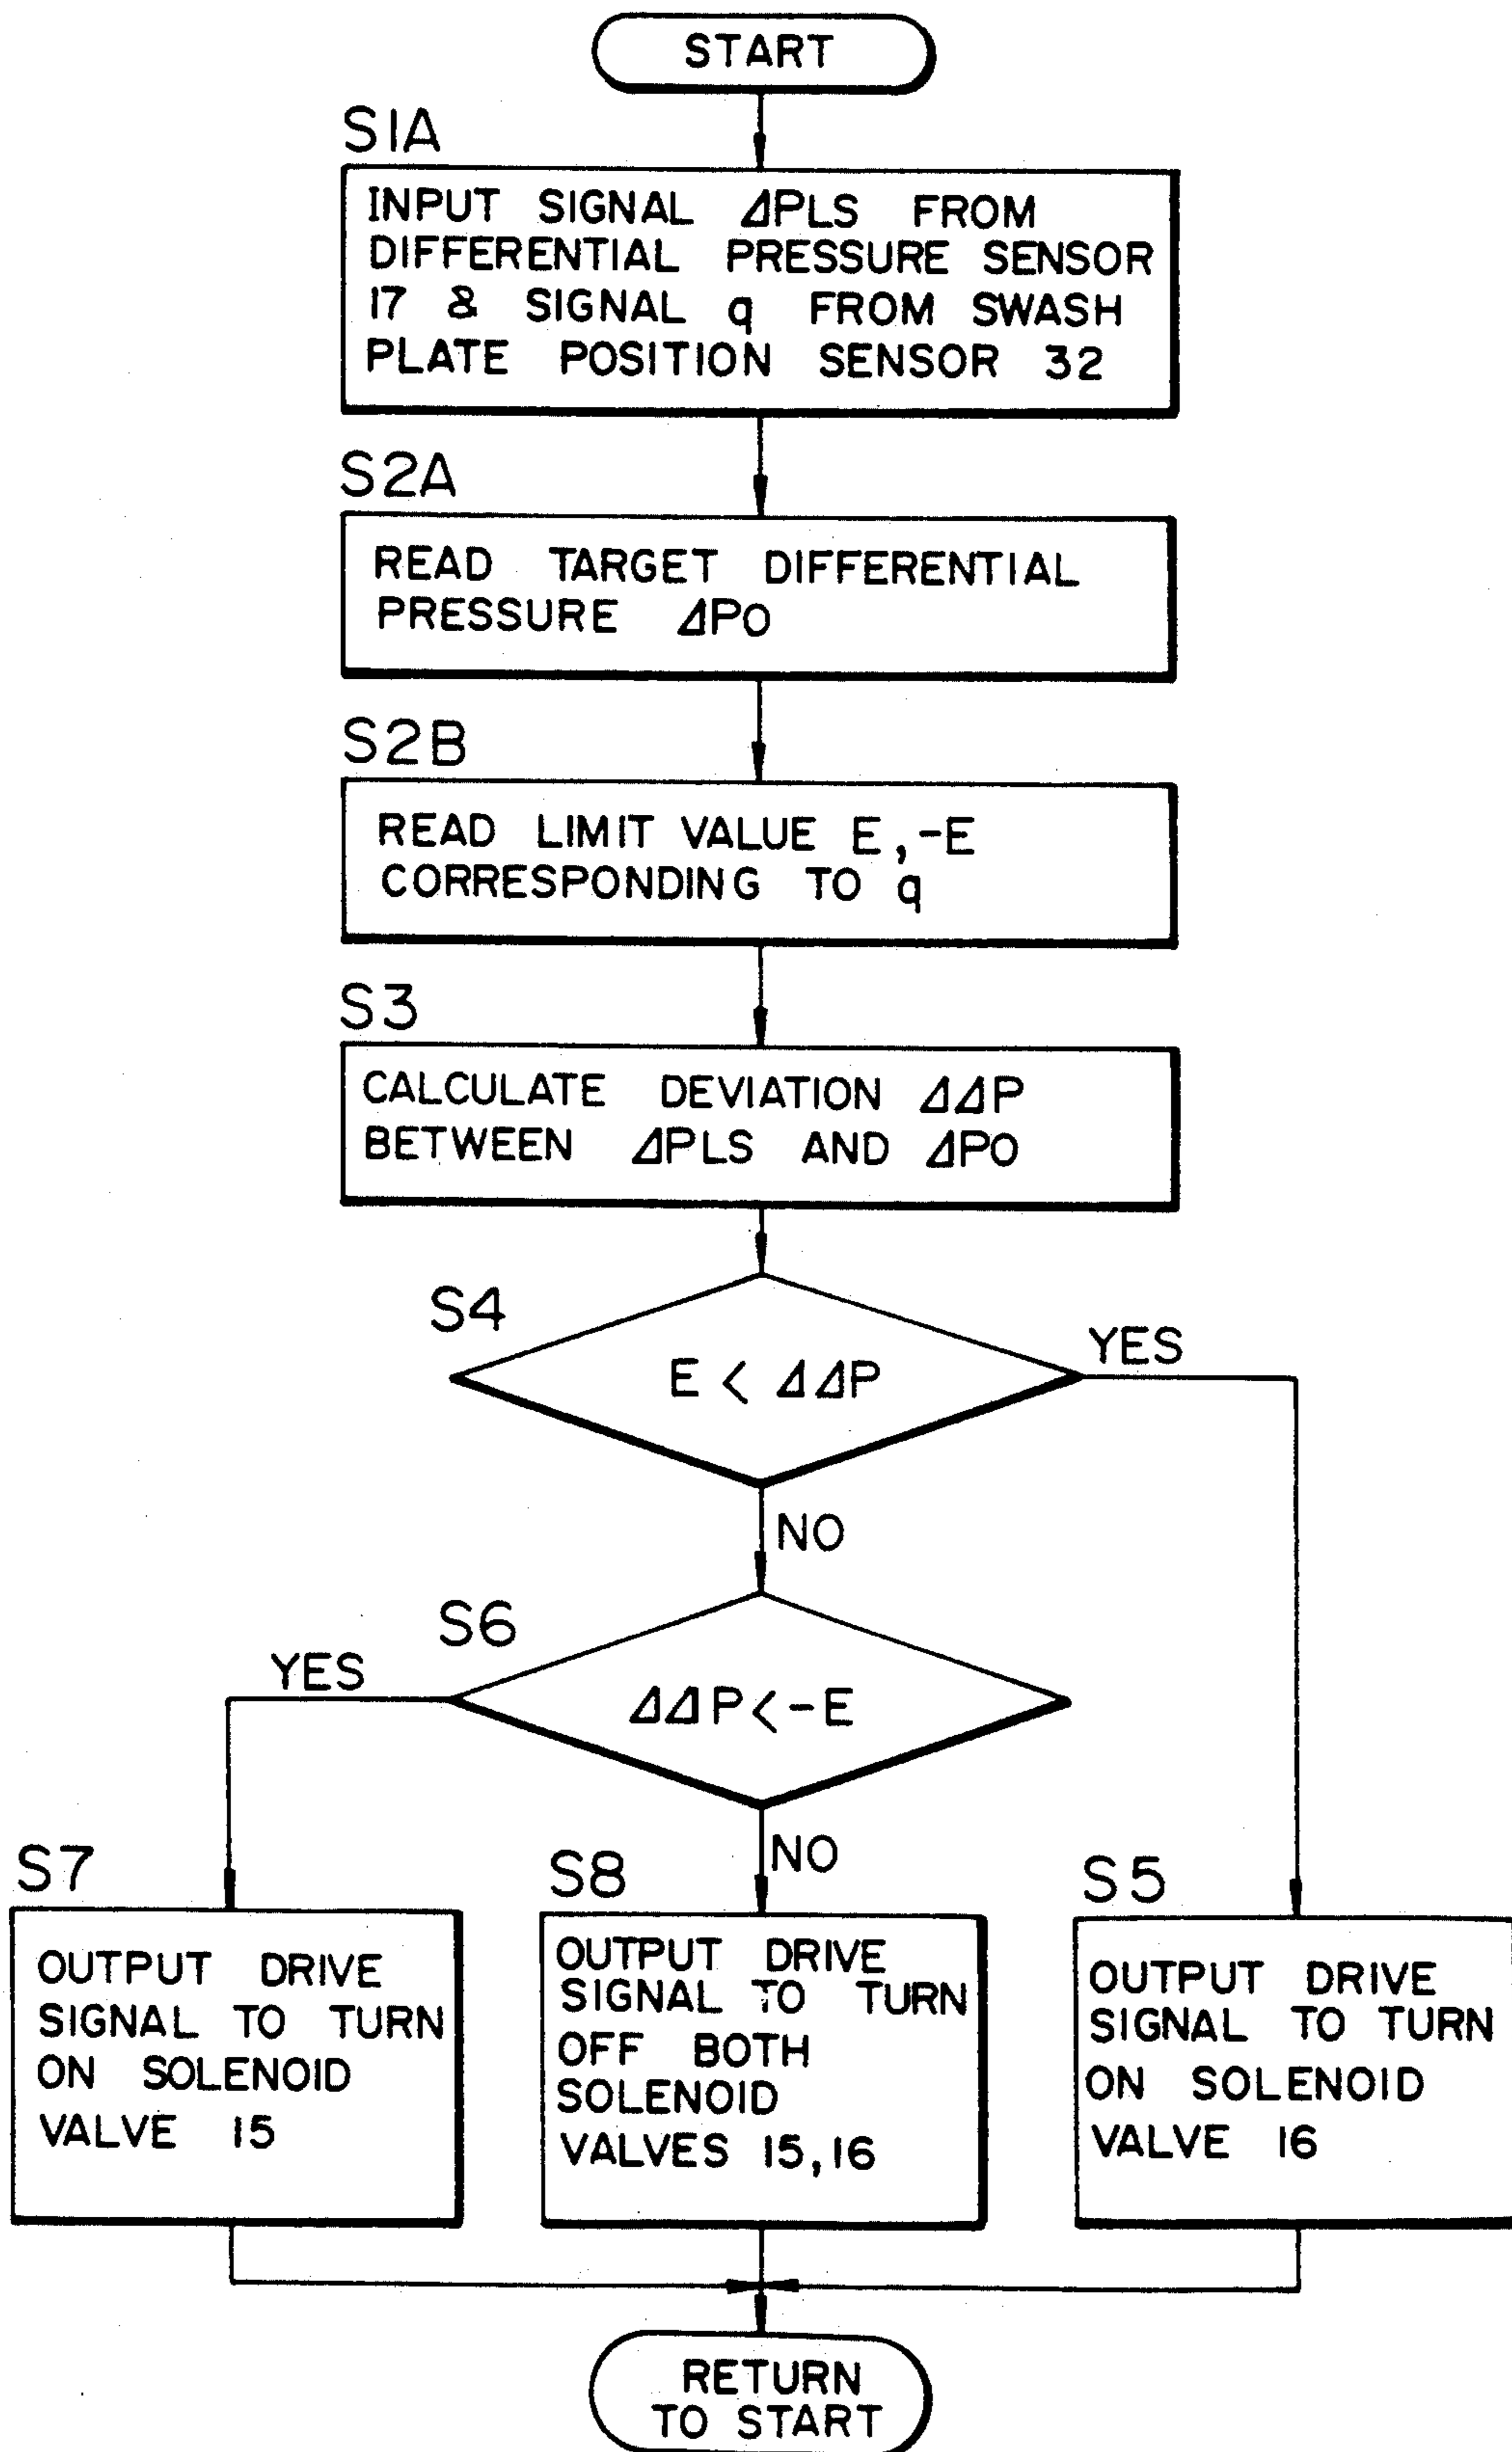 START
S1A
INPUT SIGNAL ΔPLS FROM
DIFFERENTIAL PRESSURE SENSOR
17 & SIGNAL q FROM SWASH
PLATE POSITION SENSOR 32
S2A
READ TARGET DIFFERENTIAL
PRESSURE ΔPO
S2B
READ LIMIT VALUE E,-E
CORRESPONDING TO q
S3
CALCULATE DEVIATION ΔΔP
BETWEEN ΔPLS AND ΔPO
S4
E < ΔΔP
YES
NO
S6
ΔΔP<-E
YES
NO
S7
OUTPUT DRIVE
SIGNAL TO TURN
ON SOLENOID
VALVE 15
S8
OUTPUT DRIVE
SIGNAL TO TURN
OFF BOTH
SOLENOID
VALVES 15,16
S5
OUTPUT DRIVE
SIGNAL TO TURN
ON SOLENOID
VALVE 16
RETURN
TO START